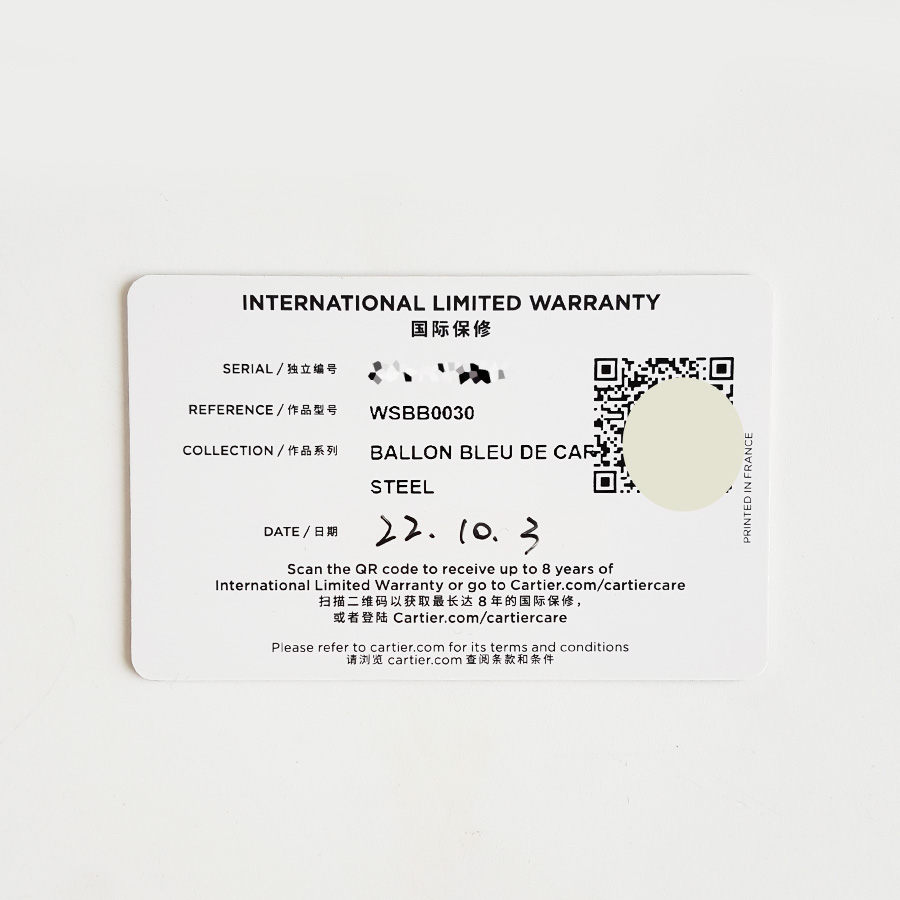 INTERNATIONAL LIMITED WARRANTY
国际保修
SERIAL / 独立编号
REFERENCE / 作品型号 WSBB0030
COLLECTION / 作品系列 BALLON BLEU DE
STEEL
DATE / 日期 22. 10. 3
Scan the QR code to receive up to 8 years of
International Limited Warranty or go to Cartier.com/cartiercare
扫描二维码以获取最长达 8 年的国际保修，
或者登陆 Cartier.com/cartiercare
Please refer to cartier.com for its terms and conditions
请浏览 cartier.com 查阅条款和条件
PRINTED IN FRANCE